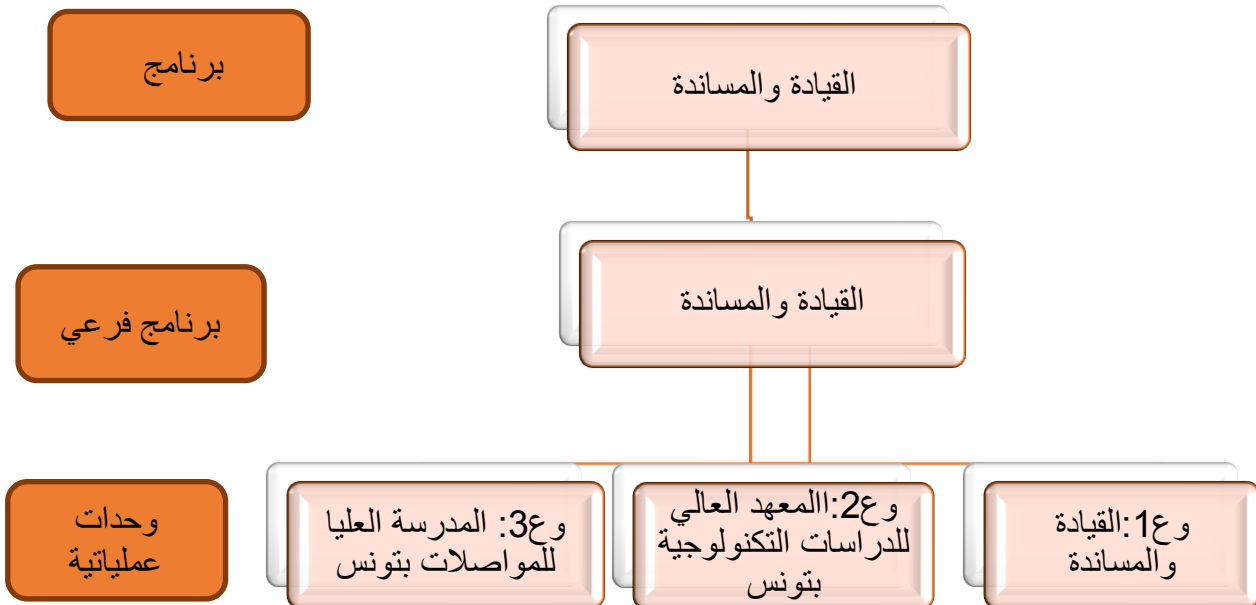 برنامج
القيادة والمساندة
برنامج فرعي
القيادة والمساندة
وحدات
عملياتية
وع1:القيادة
والمساندة
وع2:االمعهد العالي
للدراسات التكنولوجية
بتونس
وع3: المدرسة العليا
للمواصلات بتونس